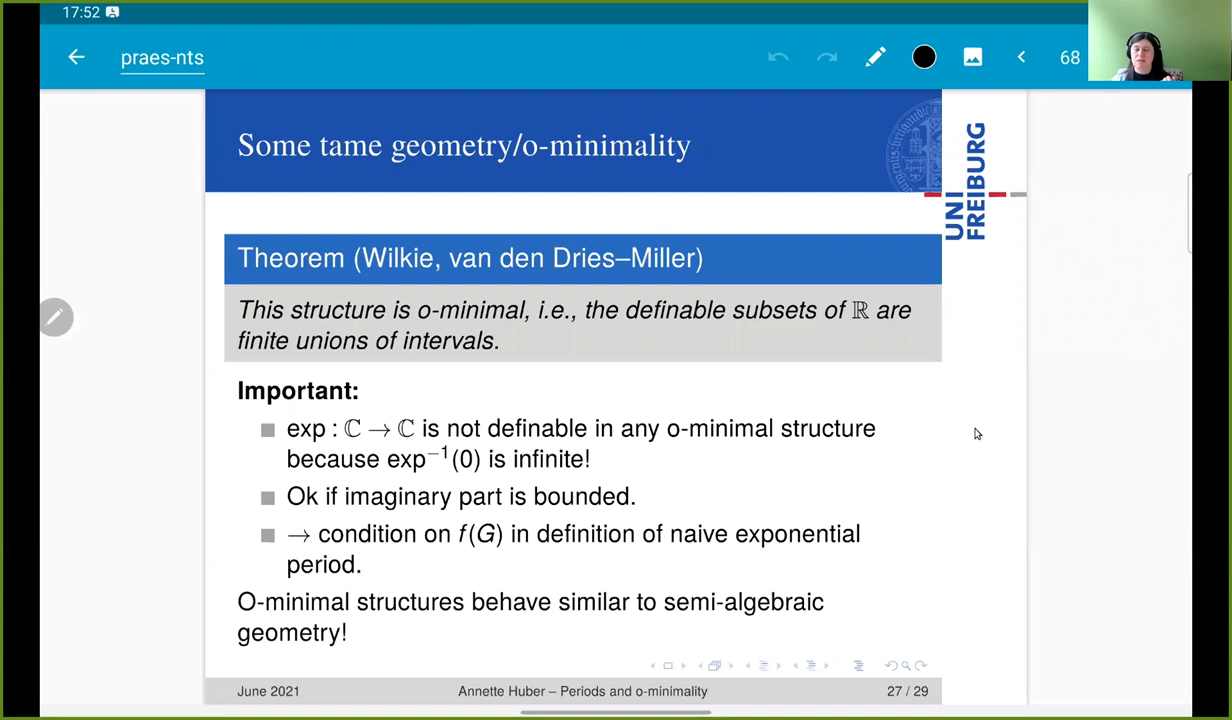 17:52
praes-nts
68
Some tame geometry/o-minimality
UNI
FREIBURG
Theorem (Wilkie, van den Dries–Miller)
This structure is o-minimal, i.e., the definable subsets of ℝ are
finite unions of intervals.
Important:
exp : ℂ → ℂ is not definable in any o-minimal structure
because exp⁻¹(0) is infinite!
Ok if imaginary part is bounded.
→ condition on f(G) in definition of naive exponential
period.
O-minimal structures behave similar to semi-algebraic
geometry!
June 2021
Annette Huber – Periods and o-minimality
27 / 29